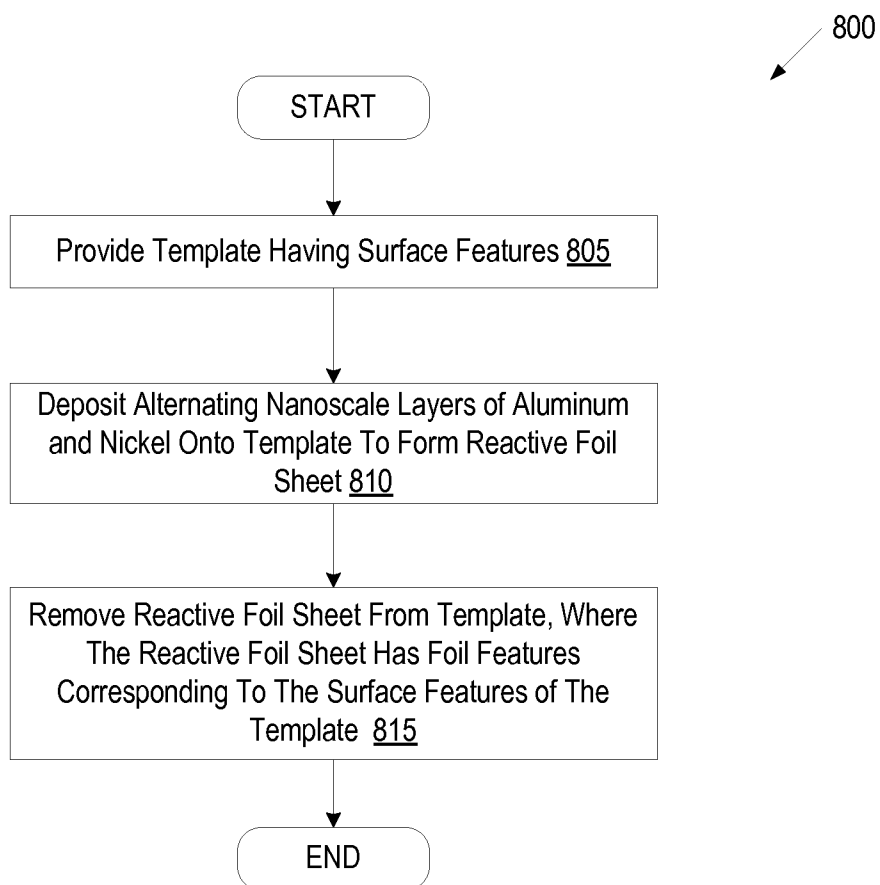 800
START
Provide Template Having Surface Features 805
Deposit Alternating Nanoscale Layers of Aluminum
and Nickel Onto Template To Form Reactive Foil
Sheet 810
Remove Reactive Foil Sheet From Template, Where
The Reactive Foil Sheet Has Foil Features
Corresponding To The Surface Features of The
Template 815
END